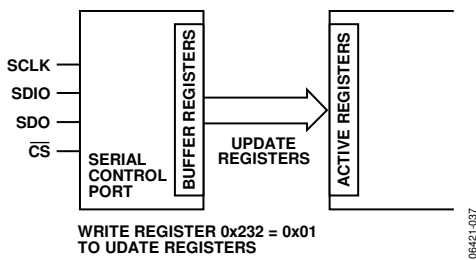 SCLK
SDIO
SDO
CS
SERIAL
CONTROL
PORT
BUFFER REGISTERS
UPDATE
REGISTERS
ACTIVE REGISTERS
WRITE REGISTER 0x232 = 0x01
TO UDATE REGISTERS
06421-037